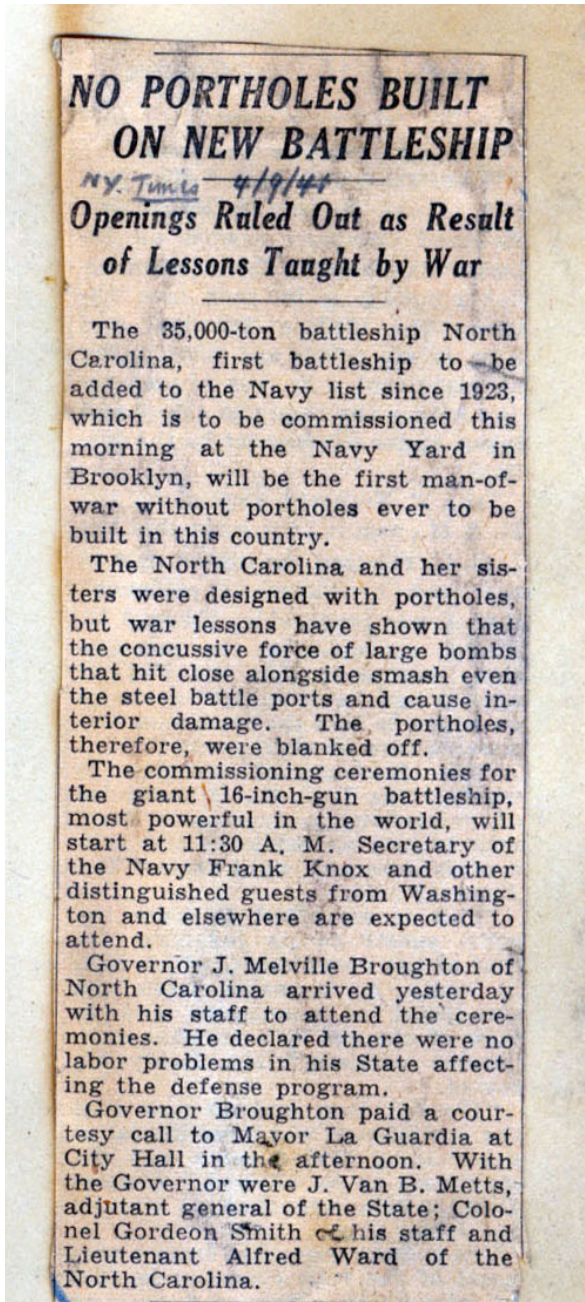 NO PORTHOLES BUILT
ON NEW BATTLESHIP
NY. Times 4/9/41
Openings Ruled Out as Result
of Lessons Taught by War
The 35,000-ton battleship North
Carolina, first battleship to be
added to the Navy list since 1923,
which is to be commissioned this
morning at the Navy Yard in
Brooklyn, will be the first man-of-
war without portholes ever to be
built in this country.
The North Carolina and her sis-
ters were designed with portholes,
but war lessons have shown that
the concussive force of large bombs
that hit close alongside smash even
the steel battle ports and cause in-
terior damage. The portholes,
therefore, were blanked off.
The commissioning ceremonies for
the giant 16-inch-gun battleship,
most powerful in the world, will
start at 11:30 A. M. Secretary of
the Navy Frank Knox and other
distinguished guests from Washing-
ton and elsewhere are expected to
attend.
Governor J. Melville Broughton of
North Carolina arrived yesterday
with his staff to attend the cere-
monies. He declared there were no
labor problems in his State affect-
ing the defense program.
Governor Broughton paid a cour-
tesy call to Mayor La Guardia at
City Hall in the afternoon. With
the Governor were J. Van B. Metts,
adjutant general of the State; Colo-
nel Gordeon Smith of his staff and
Lieutenant Alfred Ward of the
North Carolina.